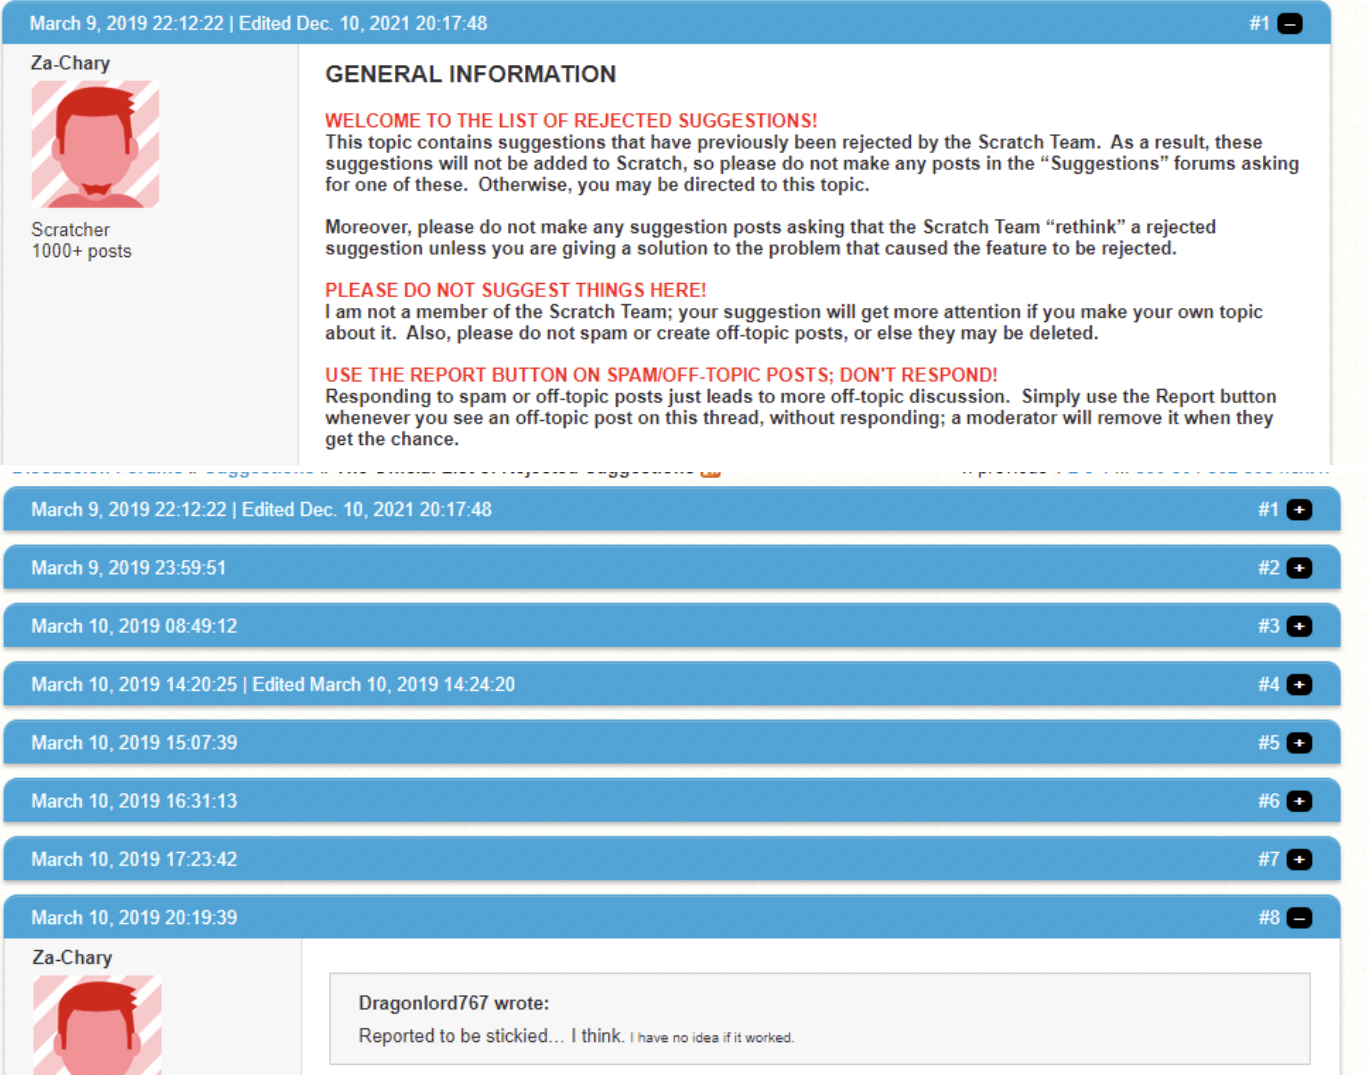 March 9, 2019 22:12:22 | Edited Dec. 10, 2021 20:17:48 #1 –
Za-Chary
Scratcher
1000+ posts
GENERAL INFORMATION
WELCOME TO THE LIST OF REJECTED SUGGESTIONS!
This topic contains suggestions that have previously been rejected by the Scratch Team. As a result, these
suggestions will not be added to Scratch, so please do not make any posts in the “Suggestions” forums asking
for one of these. Otherwise, you may be directed to this topic.
Moreover, please do not make any suggestion posts asking that the Scratch Team “rethink” a rejected
suggestion unless you are giving a solution to the problem that caused the feature to be rejected.
PLEASE DO NOT SUGGEST THINGS HERE!
I am not a member of the Scratch Team; your suggestion will get more attention if you make your own topic
about it. Also, please do not spam or create off-topic posts, or else they may be deleted.
USE THE REPORT BUTTON ON SPAM/OFF-TOPIC POSTS; DON'T RESPOND!
Responding to spam or off-topic posts just leads to more off-topic discussion. Simply use the Report button
whenever you see an off-topic post on this thread, without responding; a moderator will remove it when they
get the chance.
March 9, 2019 22:12:22 | Edited Dec. 10, 2021 20:17:48 #1 +
March 9, 2019 23:59:51 #2 +
March 10, 2019 08:49:12 #3 +
March 10, 2019 14:20:25 | Edited March 10, 2019 14:24:20 #4 +
March 10, 2019 15:07:39 #5 +
March 10, 2019 16:31:13 #6 +
March 10, 2019 17:23:42 #7 +
March 10, 2019 20:19:39 #8 –
Za-Chary
Dragonlord767 wrote:
Reported to be stickied... I think. I have no idea if it worked.